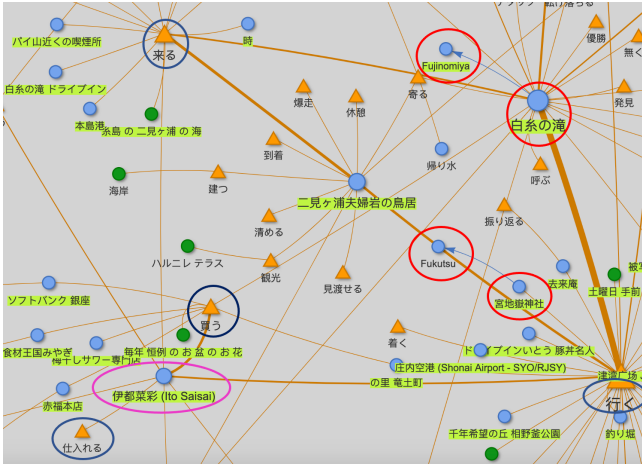 転げ落ちる
優勝
無く
パイ山近くの喫煙所
来る
時
Fujinomiya
白糸の滝 ドライブイン
爆走
休憩
寄る
発見
本島港
糸島 の 二見ヶ浦 の 海
白糸の滝
到着
帰り水
呼ぶ
海岸
建つ
二見ヶ浦夫婦岩の鳥居
清める
振り返る
ハルニレ テラス
観光
見渡せる
Fukutsu
去来庵
ソフトバンク 銀座
宮地嶽神社
土曜日 手前
買う
着く
食材王国みやぎ
毎年 恒例 の お盆 の お花
梅干しサワー専門店
ドライブインいとう 豚丼名人
庄内空港 (Shonai Airport - SYO/RJSY)
の里 竜土町
赤福本店
伊都菜彩 (Ito Saisai)
行く
仕入れる
千年希望の丘 相野釜公園
釣り堀